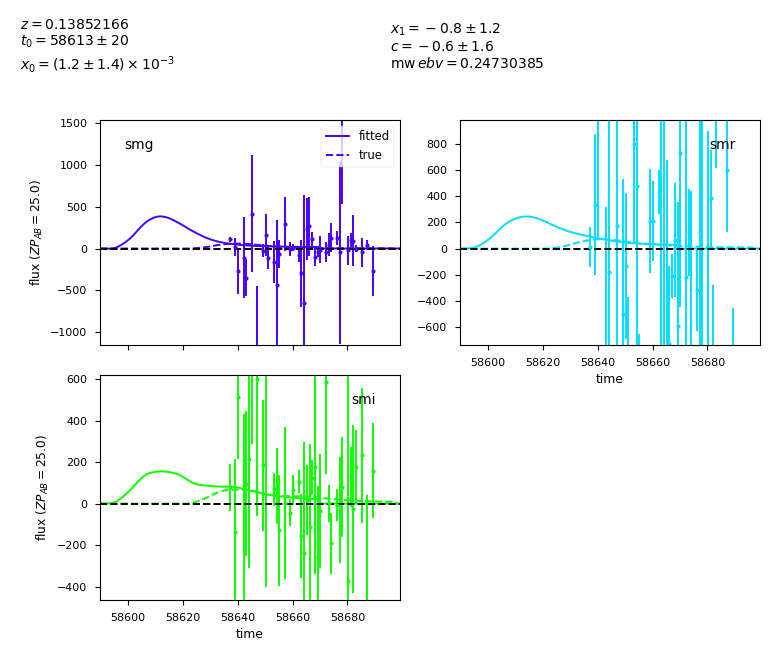 z = 0.13852166
t₀ = 58613 ± 20
x₀ = (1.2 ± 1.4) × 10⁻³
x₁ = −0.8 ± 1.2
c = −0.6 ± 1.6
mw ebv = 0.24730385
smg
fitted
true
1500
1000
500
0
−500
−1000
flux (ZP_AB = 25.0)
smr
800
600
400
200
0
−200
−400
−600
58600
58620
58640
58660
58680
time
smi
600
400
200
0
−200
−400
flux (ZP_AB = 25.0)
58600
58620
58640
58660
58680
time